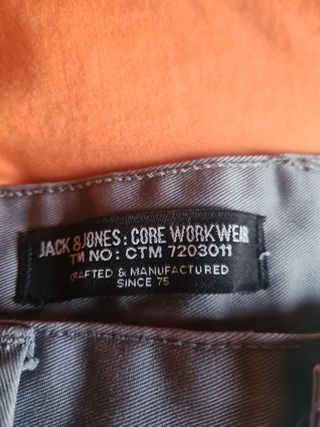 JACK & JONES: CORE WORKWEAR
TM NO: CTM 7203011
CRAFTED & MANUFACTURED
SINCE 75